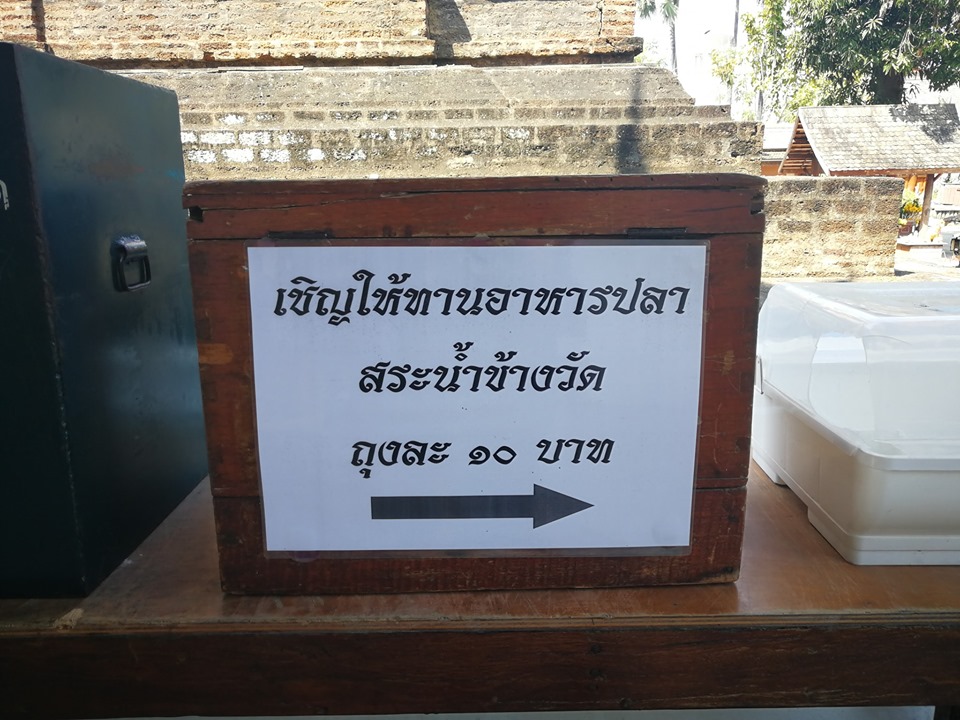 เชิญให้ทานอาหารปลา
สระน้ำข้างวัด
ถุงละ ๑๐ บาท